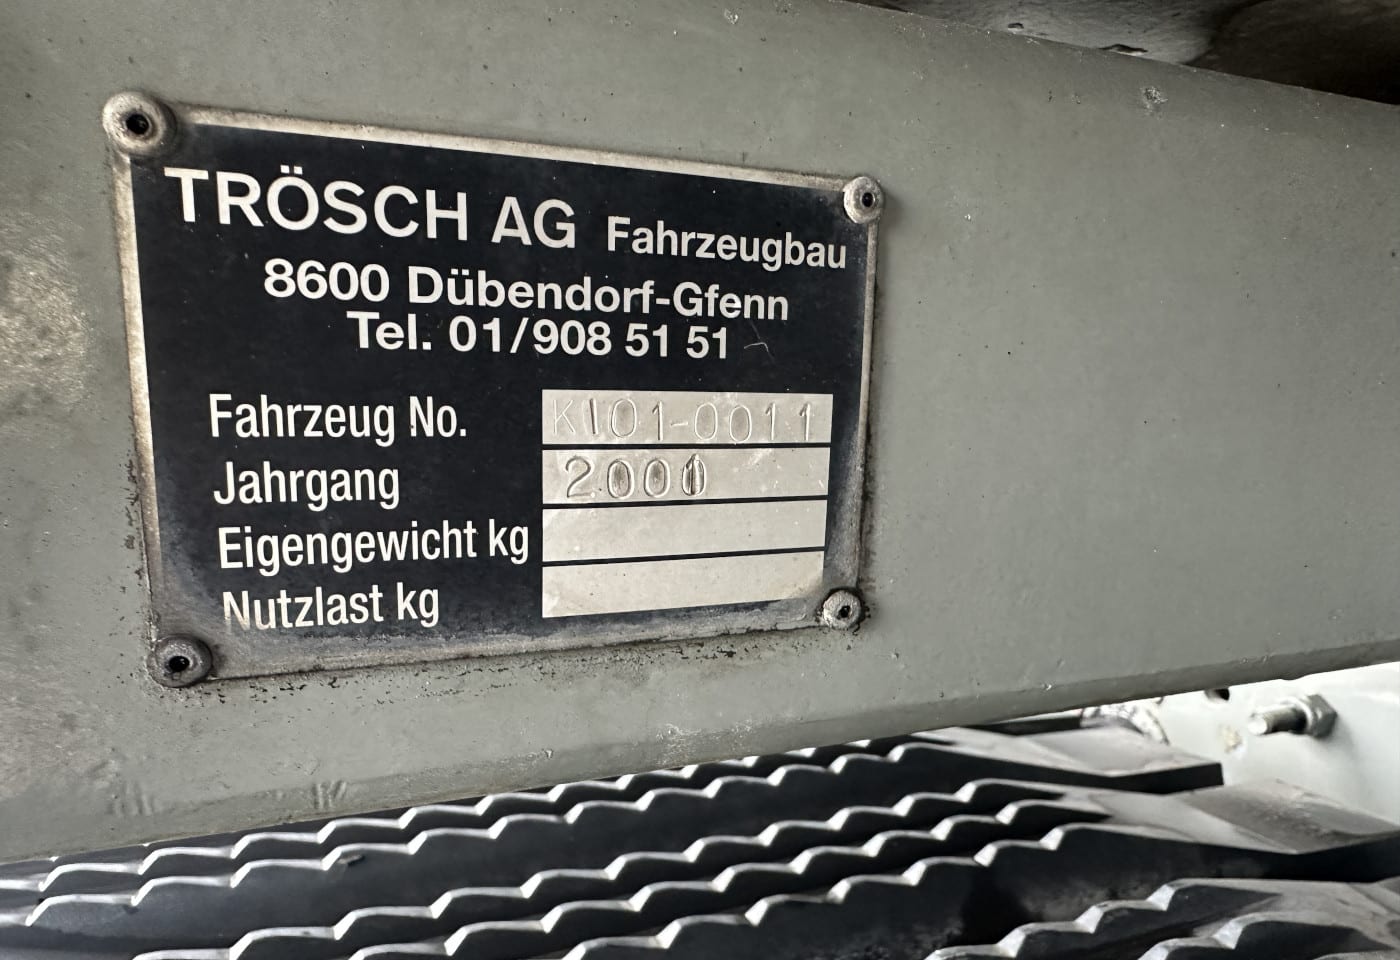 TRÖSCH AG Fahrzeugbau
8600 Dübendorf-Gfenn
Tel. 01/908 51 51
Fahrzeug No. K101-0011
Jahrgang 2001
Eigengewicht kg
Nutzlast kg